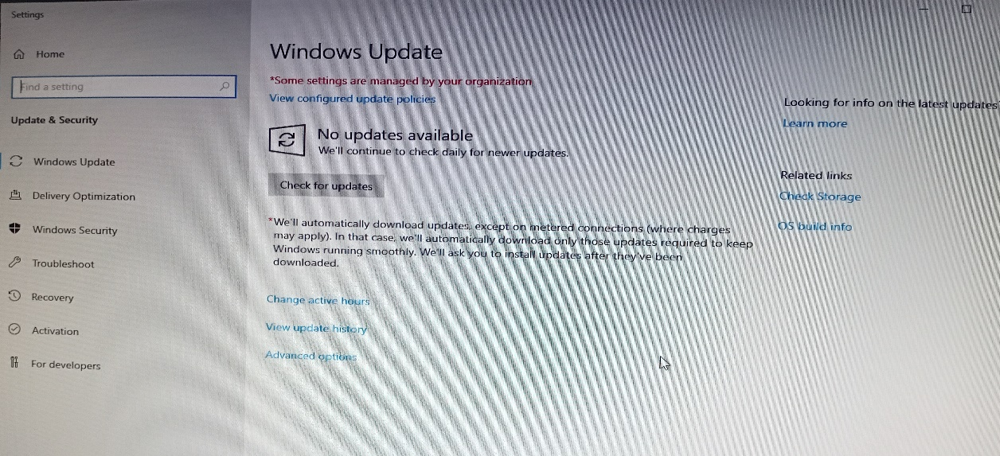 Settings
Home
Find a setting
Update & Security
Windows Update
Delivery Optimization
Windows Security
Troubleshoot
Recovery
Activation
For developers
Windows Update
*Some settings are managed by your organization
View configured update policies
No updates available
We'll continue to check daily for newer updates.
Check for updates
*We'll automatically download updates, except on metered connections (where charges
may apply). In that case, we'll automatically download only those updates required to keep
Windows running smoothly. We'll ask you to install updates after they've been
downloaded.
Change active hours
View update history
Advanced options
Looking for info on the latest updates
Learn more
Related links
Check Storage
OS build info